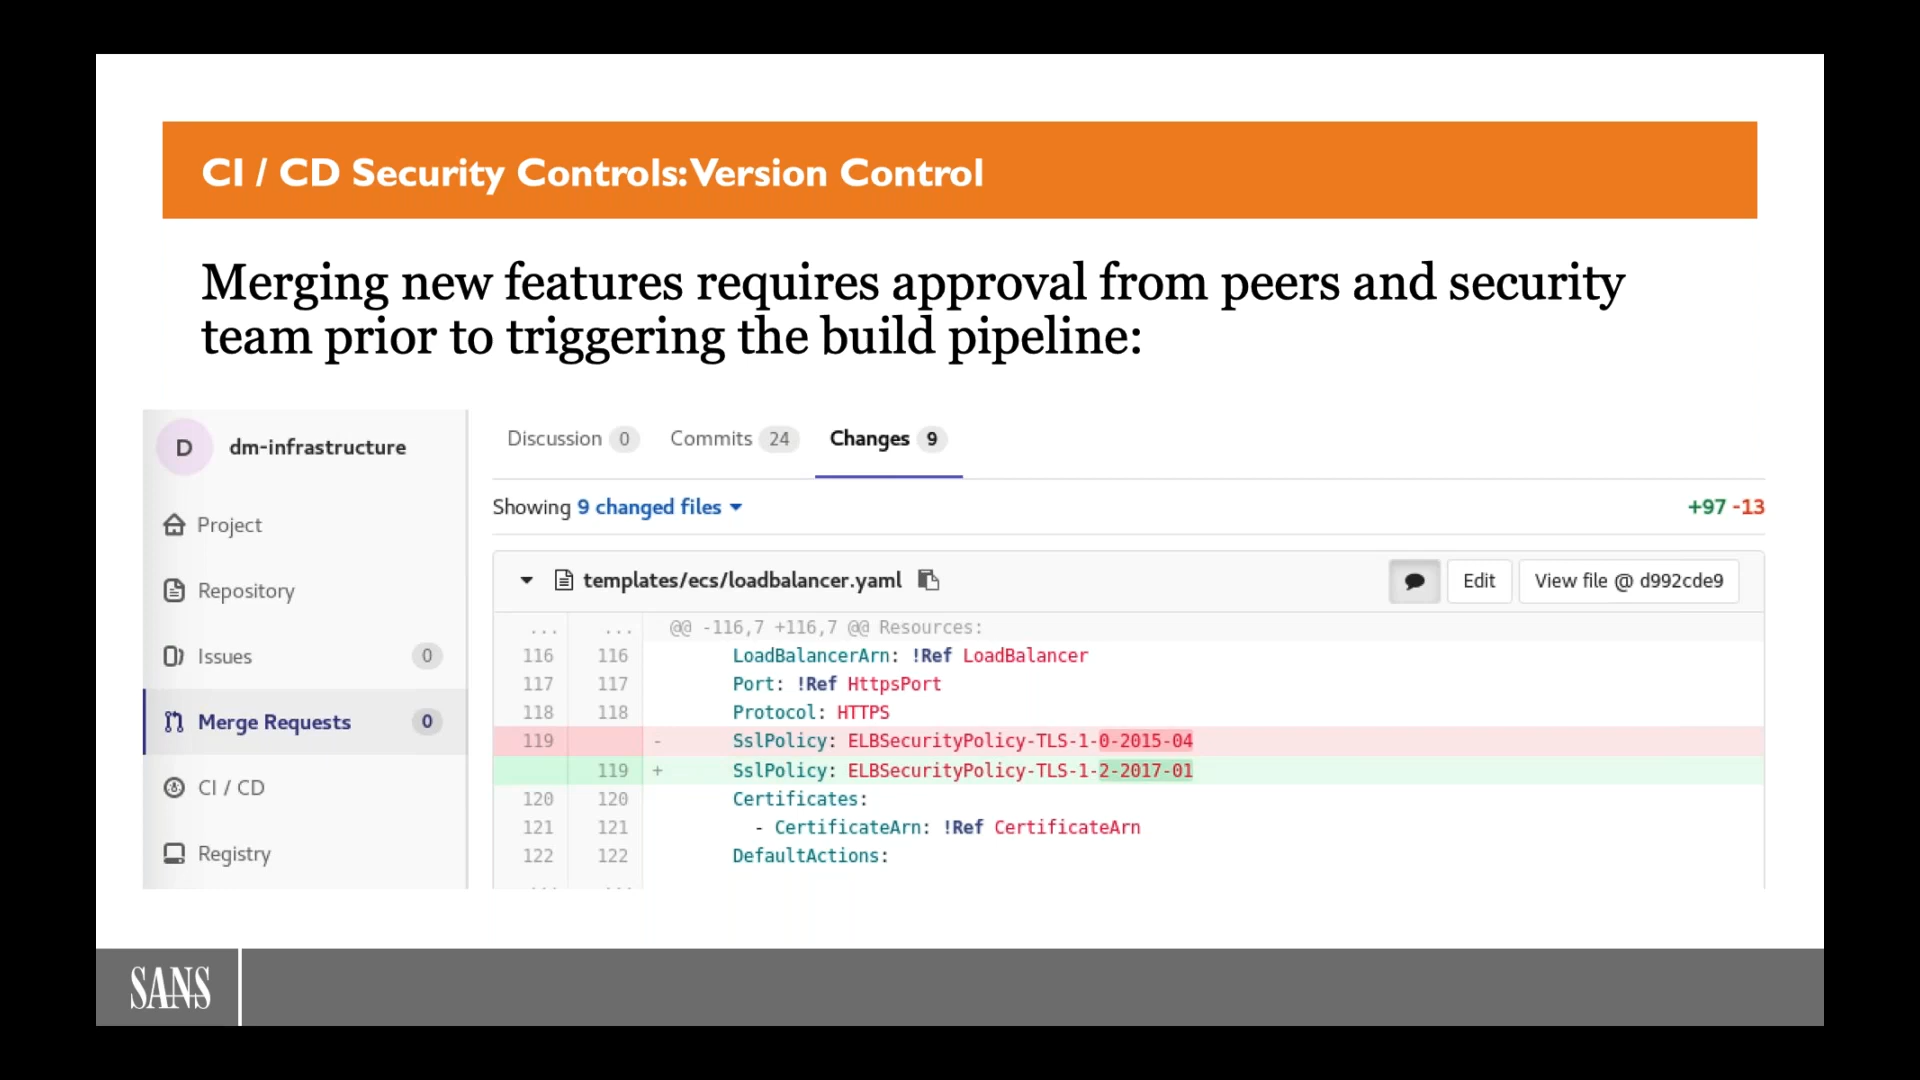 CI / CD Security Controls: Version Control
Merging new features requires approval from peers and security
team prior to triggering the build pipeline:
D dm-infrastructure
Project
Repository
Issues 0
Merge Requests 0
CI / CD
Registry
Discussion 0 Commits 24 Changes 9
Showing 9 changed files +97 -13
templates/ecs/loadbalancer.yaml Edit View file @ d992cde9
... ... @@ -116,7 +116,7 @@ Resources:
116 116 LoadBalancerArn: !Ref LoadBalancer
117 117 Port: !Ref HttpsPort
118 118 Protocol: HTTPS
119 - SslPolicy: ELBSecurityPolicy-TLS-1-0-2015-04
119 + SslPolicy: ELBSecurityPolicy-TLS-1-2-2017-01
120 120 Certificates:
121 121 - CertificateArn: !Ref CertificateArn
122 122 DefaultActions:
... ...
SANS